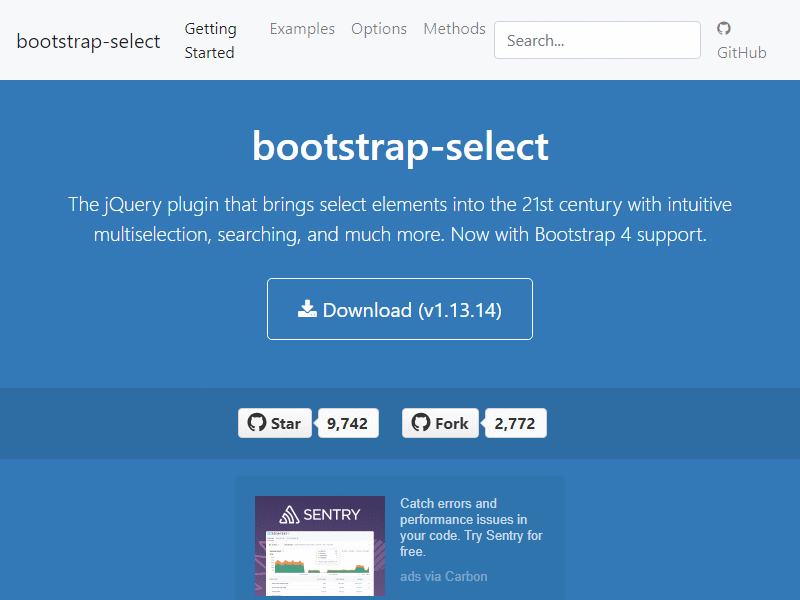 bootstrap-select
Getting
Started
Examples
Options
Methods
Search...
GitHub
bootstrap-select
The jQuery plugin that brings select elements into the 21st century with intuitive
multiselection, searching, and much more. Now with Bootstrap 4 support.
Download (v1.13.14)
Star
9,742
Fork
2,772
SENTRY
Catch errors and
performance issues in
your code. Try Sentry for
free.
ads via Carbon